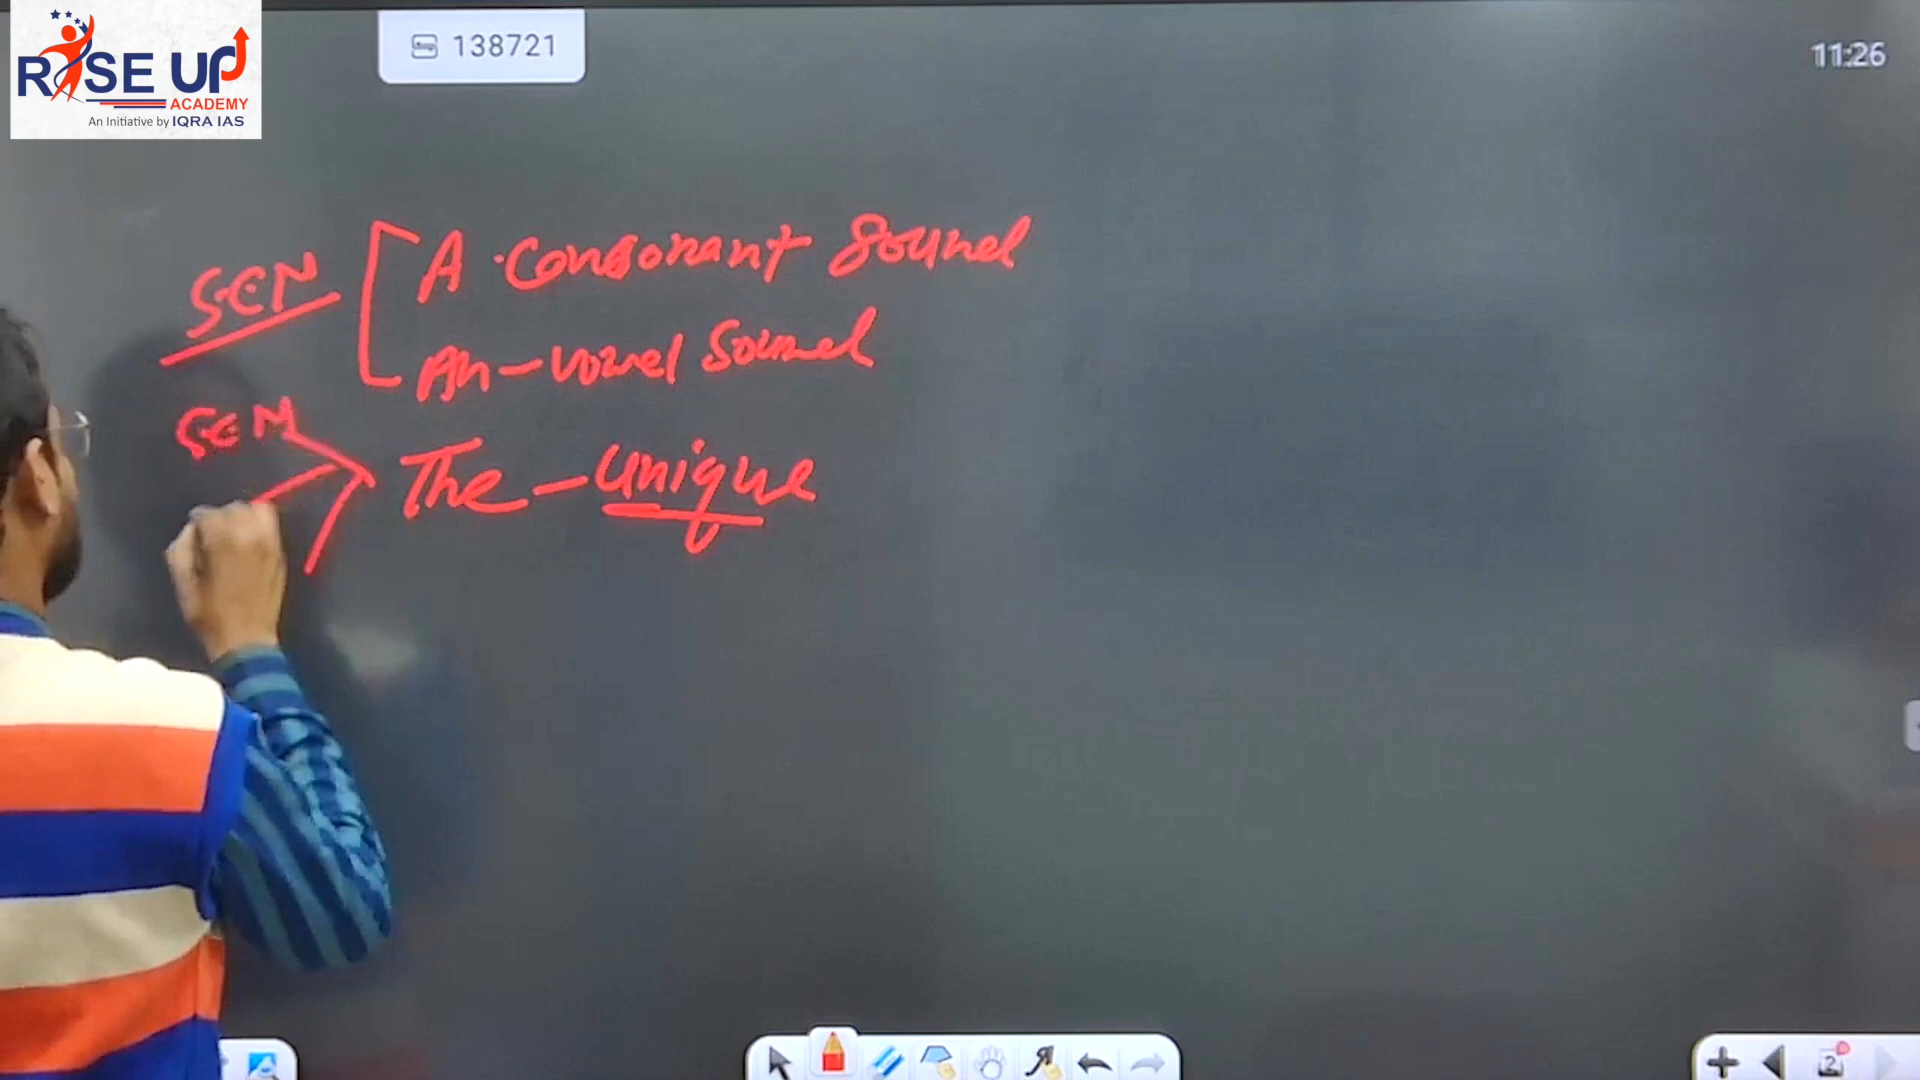 RISE UP
ACADEMY
An Initiative by IQRA IAS
138721
11:26
SCN [ A . Consonant Sound
An - vowel Sound
SCN The - unique
2